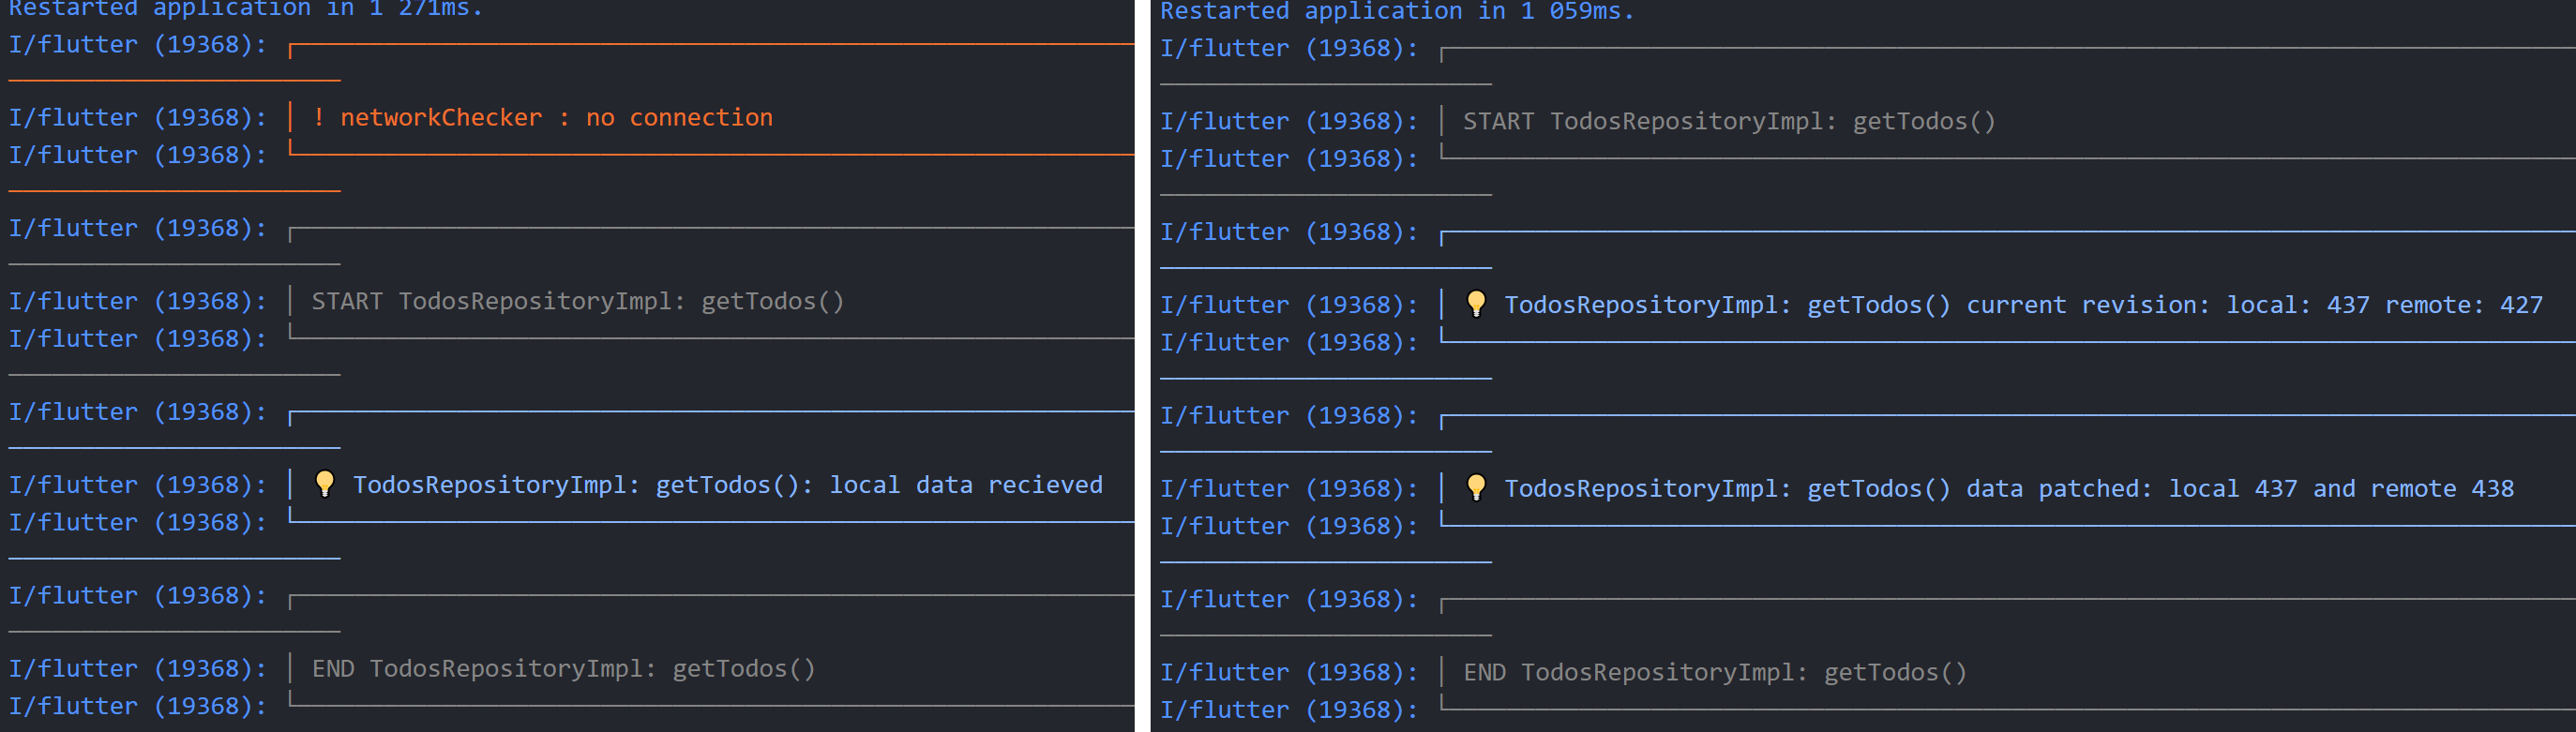 Restarted application in 1 271ms.
I/flutter (19368):
I/flutter (19368): │ ! networkChecker : no connection
I/flutter (19368):
I/flutter (19368):
I/flutter (19368): │ START TodosRepositoryImpl: getTodos()
I/flutter (19368):
I/flutter (19368):
I/flutter (19368): │ 💡 TodosRepositoryImpl: getTodos(): local data recieved
I/flutter (19368):
I/flutter (19368):
I/flutter (19368): │ END TodosRepositoryImpl: getTodos()
I/flutter (19368):
Restarted application in 1 059ms.
I/flutter (19368):
I/flutter (19368): │ START TodosRepositoryImpl: getTodos()
I/flutter (19368):
I/flutter (19368):
I/flutter (19368): │ 💡 TodosRepositoryImpl: getTodos() current revision: local: 437 remote: 427
I/flutter (19368):
I/flutter (19368):
I/flutter (19368): │ 💡 TodosRepositoryImpl: getTodos() data patched: local 437 and remote 438
I/flutter (19368):
I/flutter (19368):
I/flutter (19368): │ END TodosRepositoryImpl: getTodos()
I/flutter (19368):